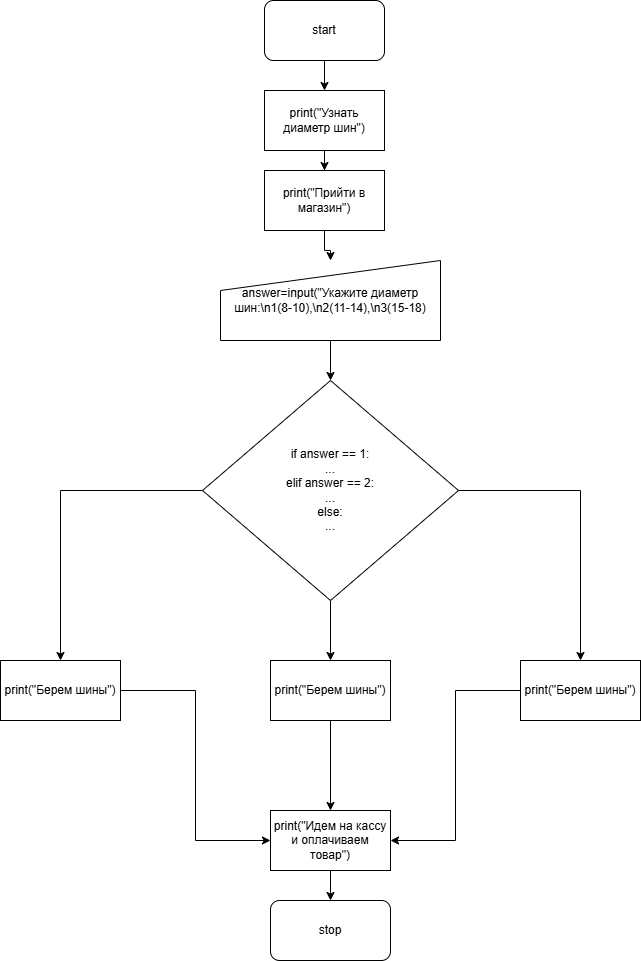 start
print("Узнать
диаметр шин")
print("Прийти в
магазин")
answer=input("Укажите диаметр
шин:\n1(8-10),\n2(11-14),\n3(15-18)
if answer == 1:
...
elif answer == 2:
...
else:
...
print("Берем шины")
print("Берем шины")
print("Берем шины")
print("Идем на кассу
и оплачиваем
товар")
stop